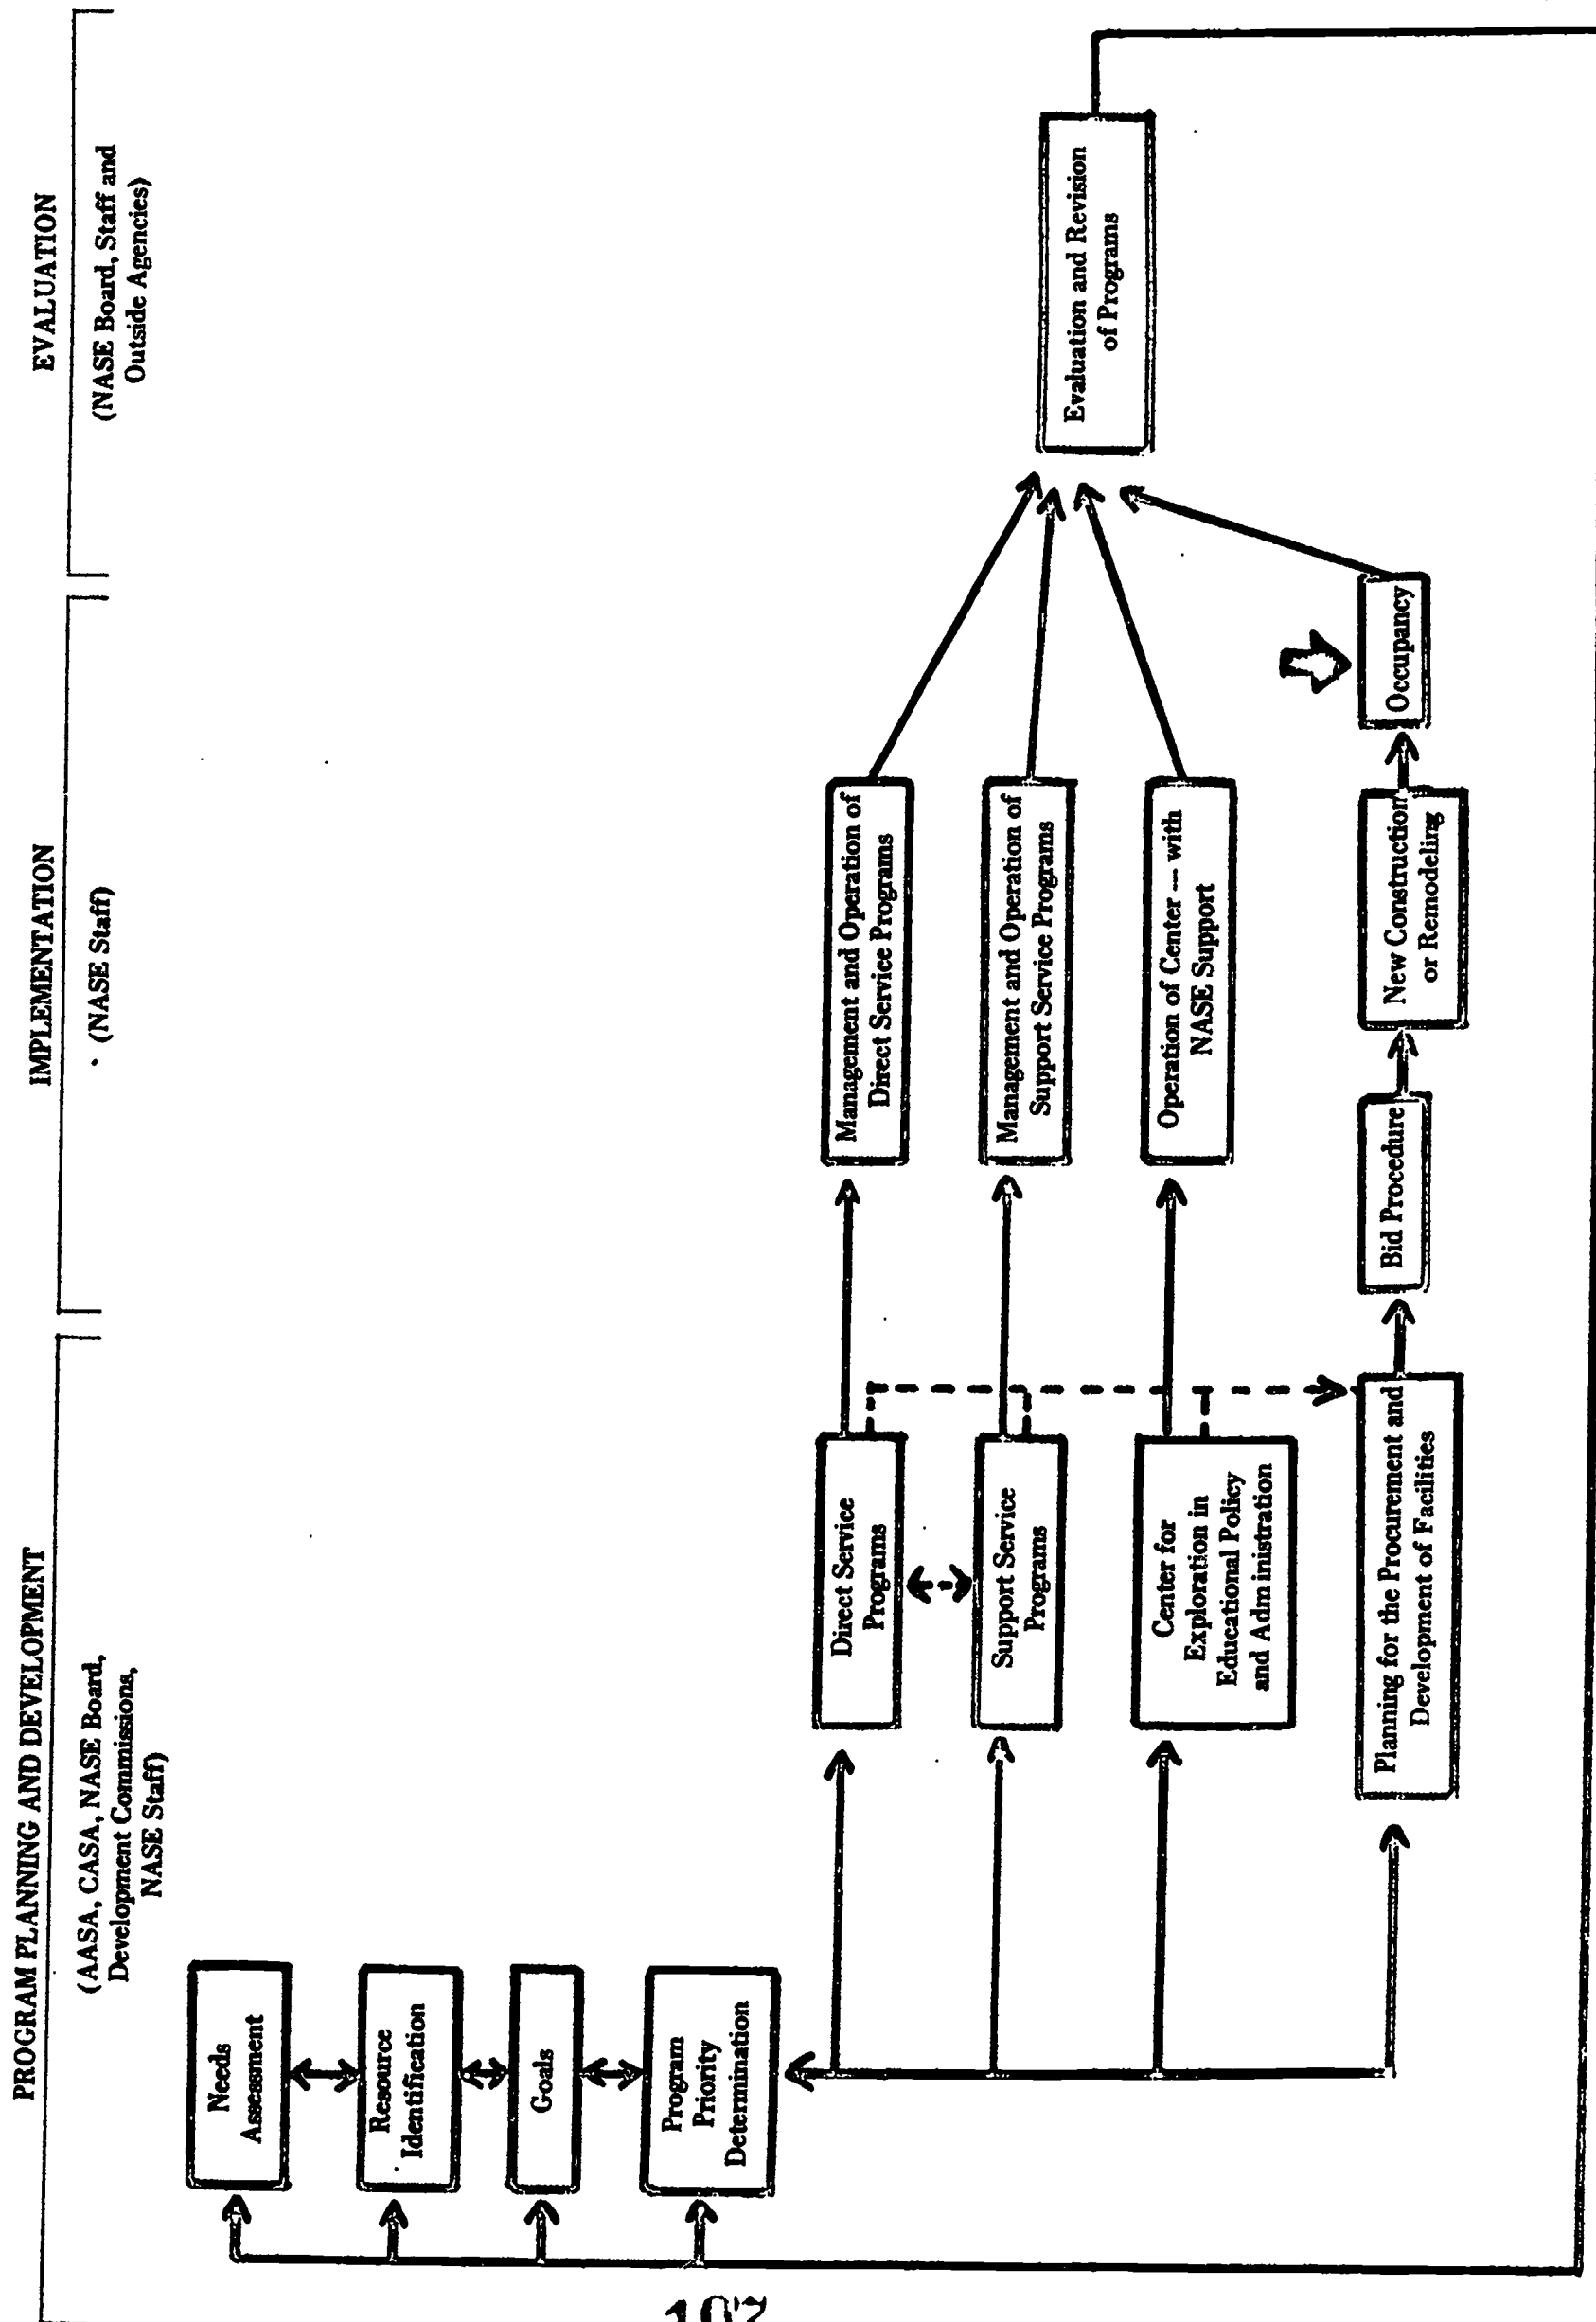 PROGRAM PLANNING AND DEVELOPMENT
(AASA, CASA, NASE Board,
Development Commissions,
NASE Staff)
IMPLEMENTATION
(NASE Staff)
EVALUATION
(NASE Board, Staff and
Outside Agencies)
Needs
Assessment
Resource
Identification
Goals
Program
Priority
Determination
Direct Service
Programs
Support Service
Programs
Center for
Exploration in
Educational Policy
and Administration
Planning for the Procurement and
Development of Facilities
Management and Operation of
Direct Service Programs
Management and Operation of
Support Service Programs
Operation of Center — with
NASE Support
Bid Procedure
New Construction
or Remodeling
Occupancy
Evaluation and Revision
of Programs
107